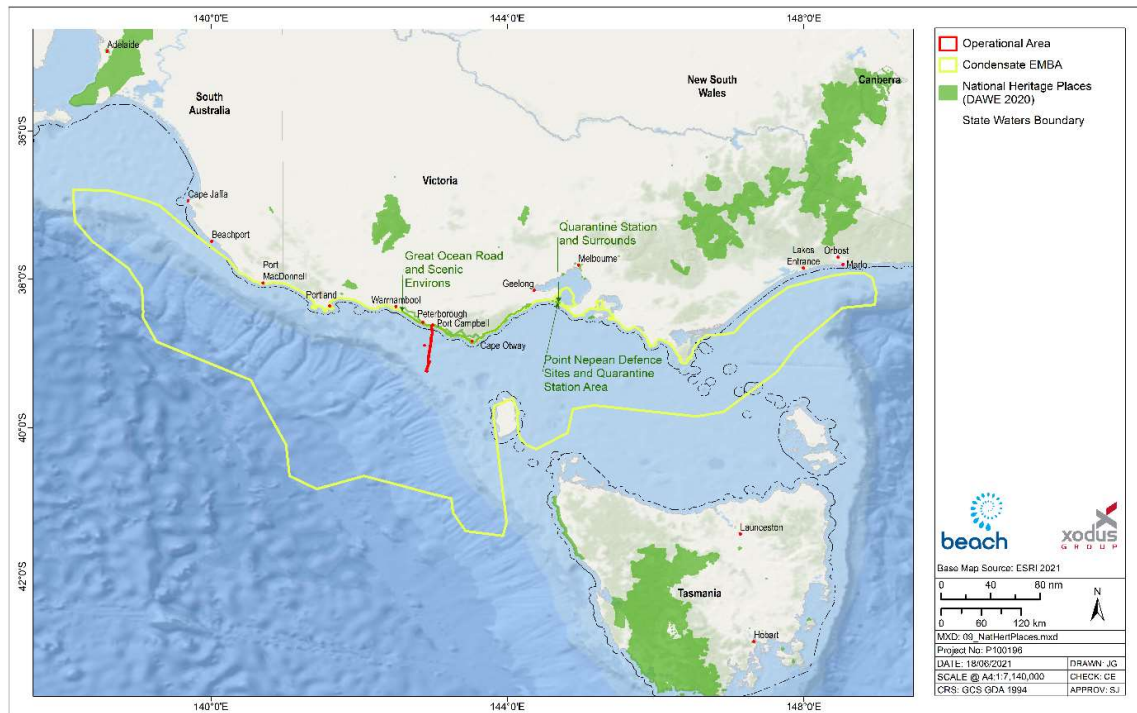 140°0'E
144°0'E
148°0'E
Adelaide
South
Australia
New South
Wales
Canberra
36°0'S
Victoria
Cape Jaffa
Beachport
Port
MacDonnell
Portland
Great Ocean Road
and Scenic
Environs
Warrnambool
Peterborough
Port Campbell
Cape Otway
Quarantine Station
and Surrounds
Melbourne
Geelong
Point Nepean Defence
Sites and Quarantine
Station Area
Lakes
Entrance
Orbost
Marlo
38°0'S
40°0'S
42°0'S
Launceston
Tasmania
Hobart
140°0'E
144°0'E
148°0'E
Operational Area
Condensate EMBA
National Heritage Places
(DAWE 2020)
State Waters Boundary
beach
xodus
GROUP
Base Map Source: ESRI 2021
0 40 80 nm
0 60 120 km
N
MXD: 09_NatHertPlaces.mxd
Project No: P100196
DATE: 18/06/2021
DRAWN: JG
SCALE @ A4:1:7,140,000
CHECK: CE
CRS: GCS GDA 1994
APPROV: SJ